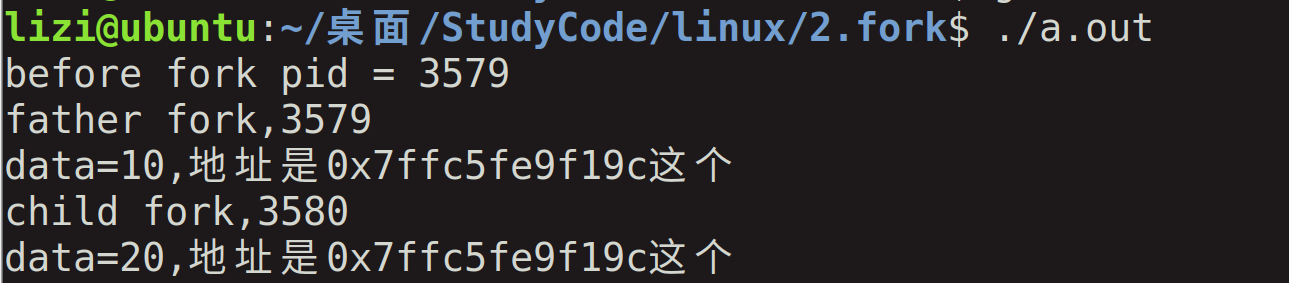 lizi@ubuntu:~/桌面/StudyCode/linux/2.fork$ ./a.out
before fork pid = 3579
father fork,3579
data=10,地址是0x7ffc5fe9f19c这个
child fork,3580
data=20,地址是0x7ffc5fe9f19c这个